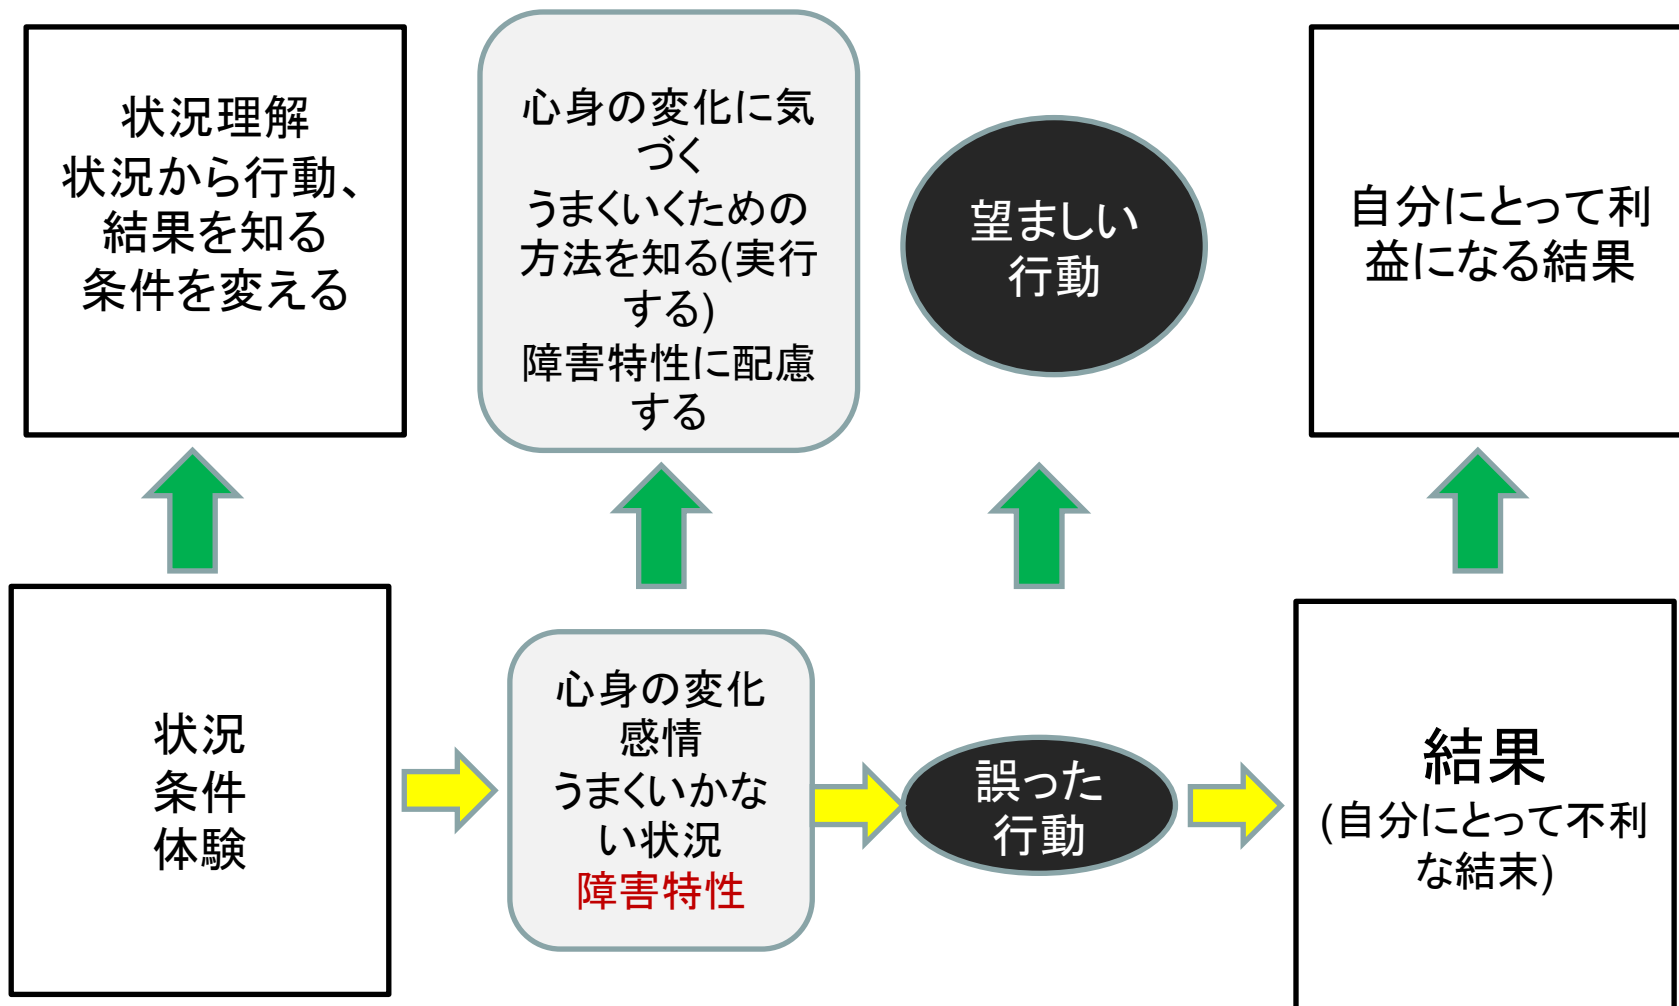 状況理解
状況から行動、
結果を知る
条件を変える
心身の変化に気
づく
うまくいくための
方法を知る(実行
する)
障害特性に配慮
する
望ましい
行動
自分にとって利
益になる結果
状況
条件
体験
心身の変化
感情
うまくいかな
い状況
障害特性
誤った
行動
結果
(自分にとって不利
な結末)